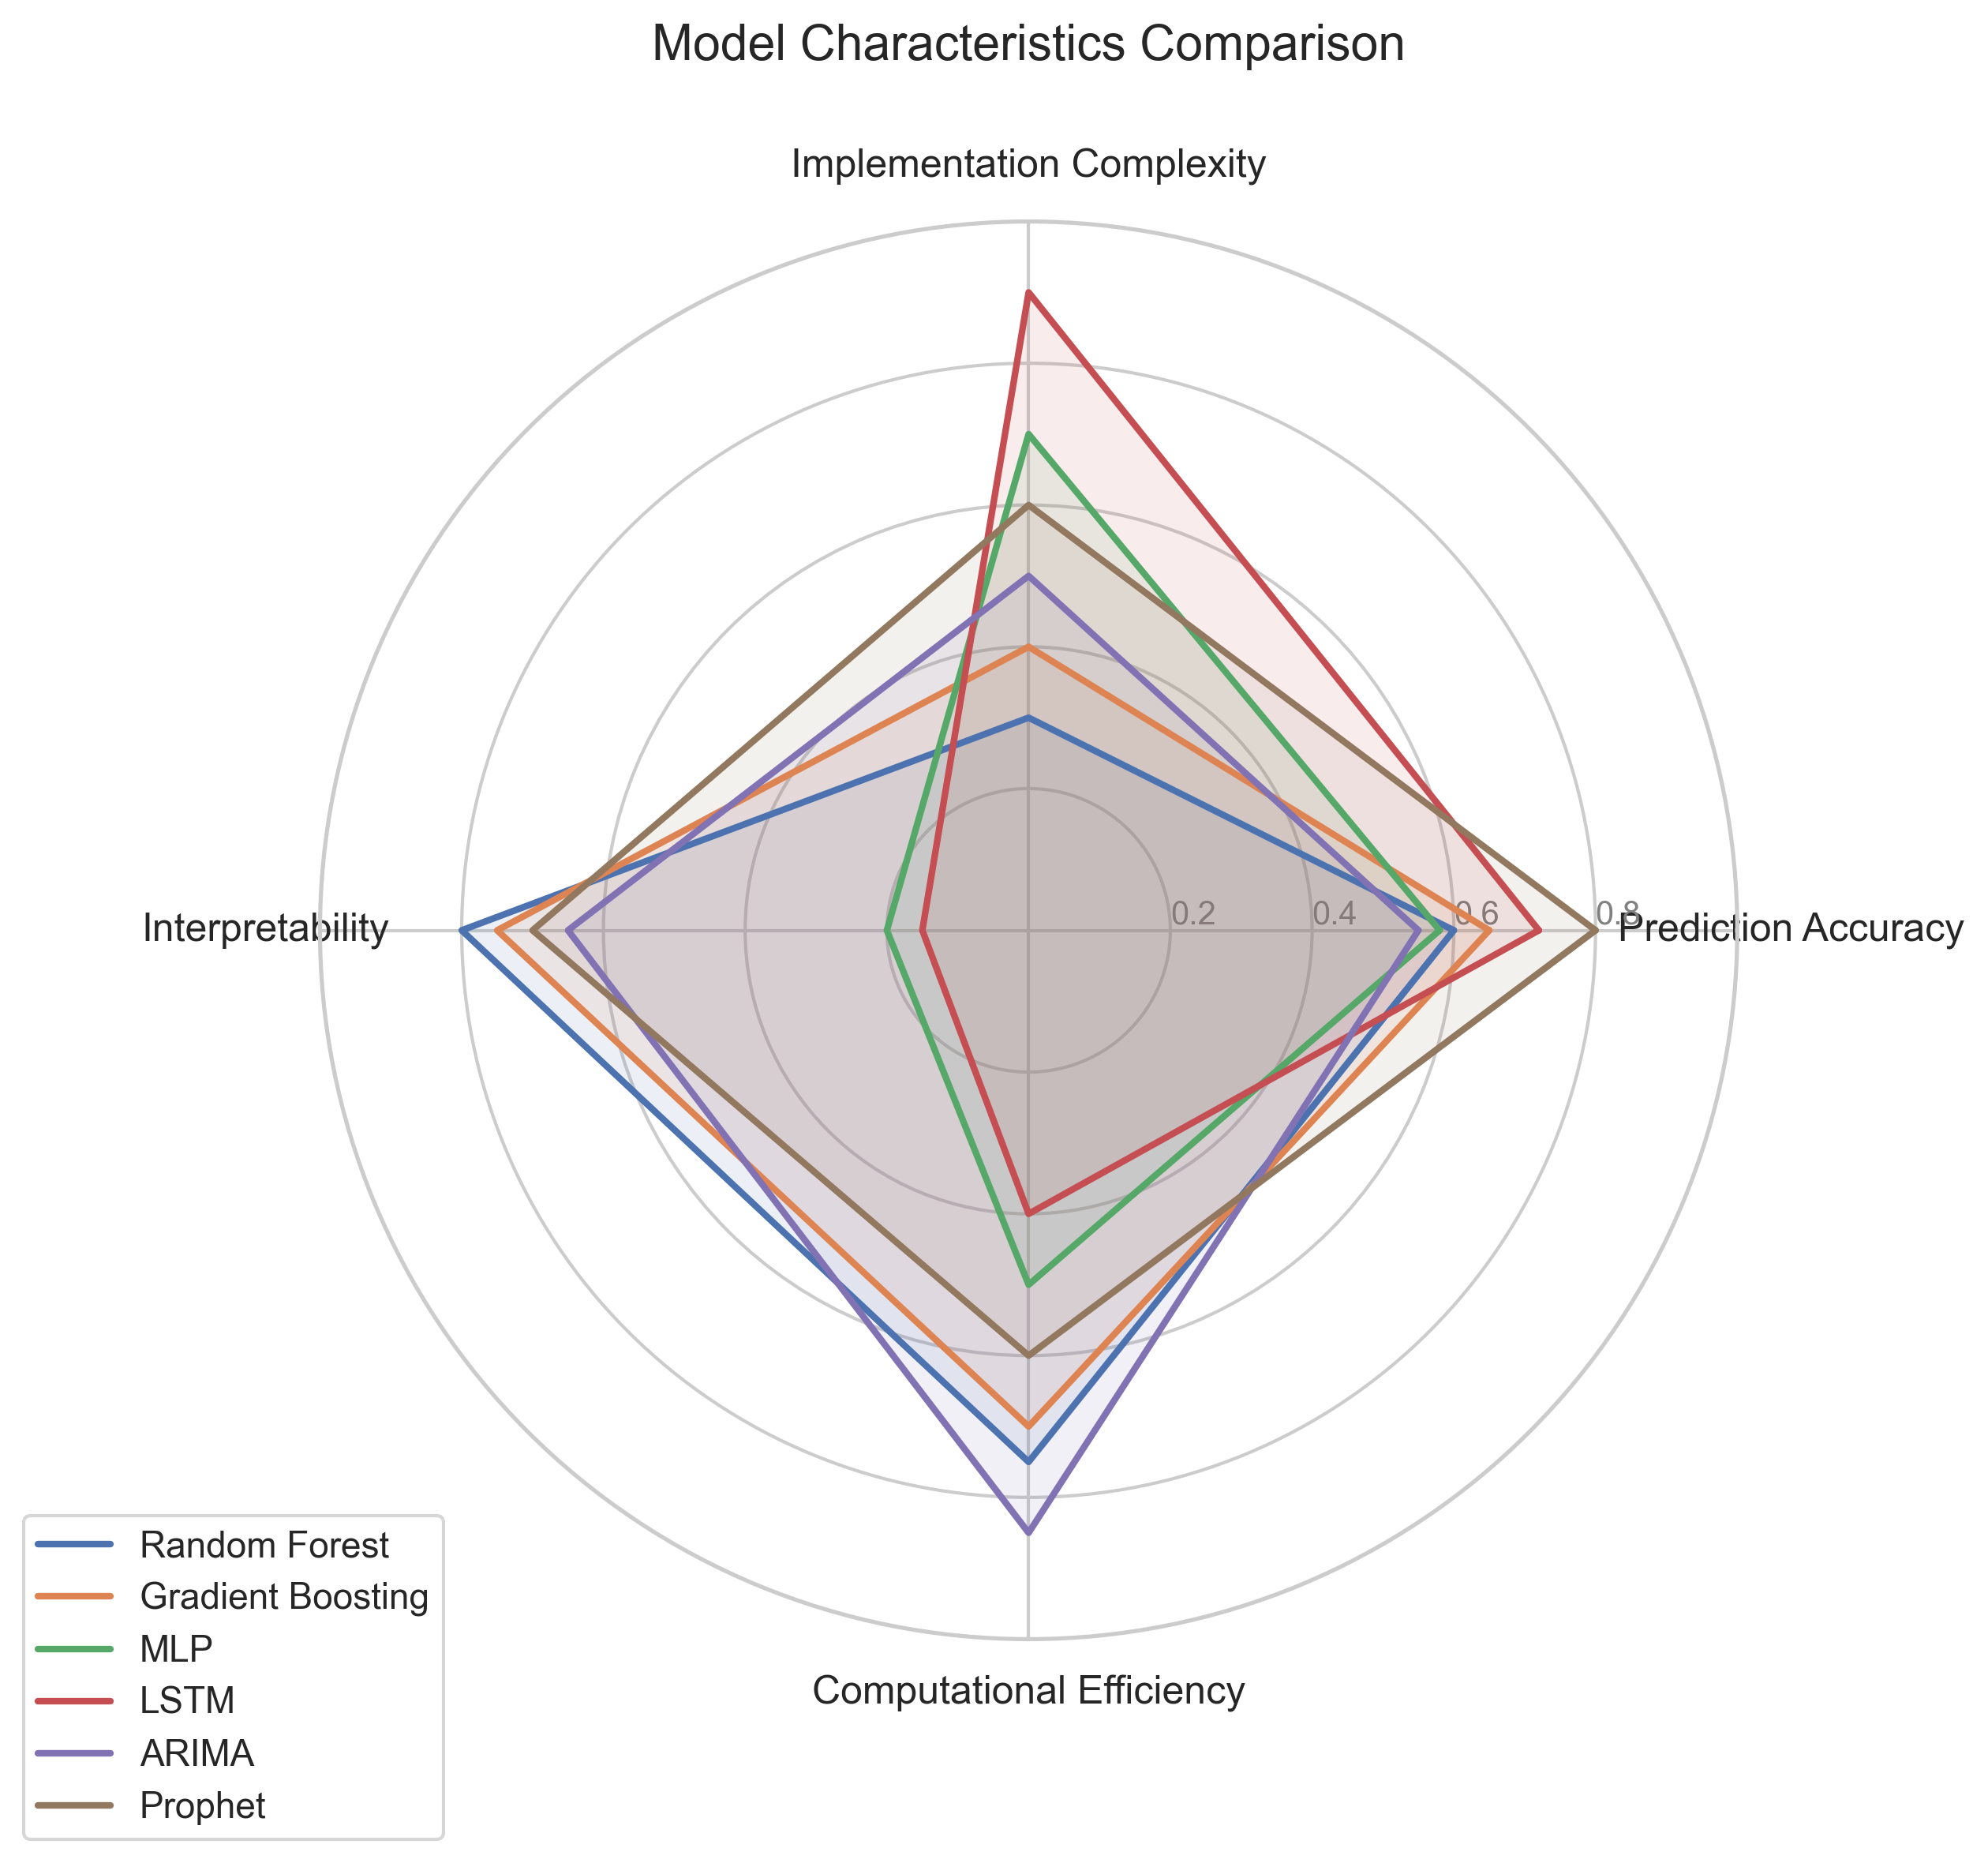 Model Characteristics Comparison
Implementation Complexity
Interpretability
0.2
0.4
0.6
0.8
Prediction Accuracy
Computational Efficiency
Random Forest
Gradient Boosting
MLP
LSTM
ARIMA
Prophet